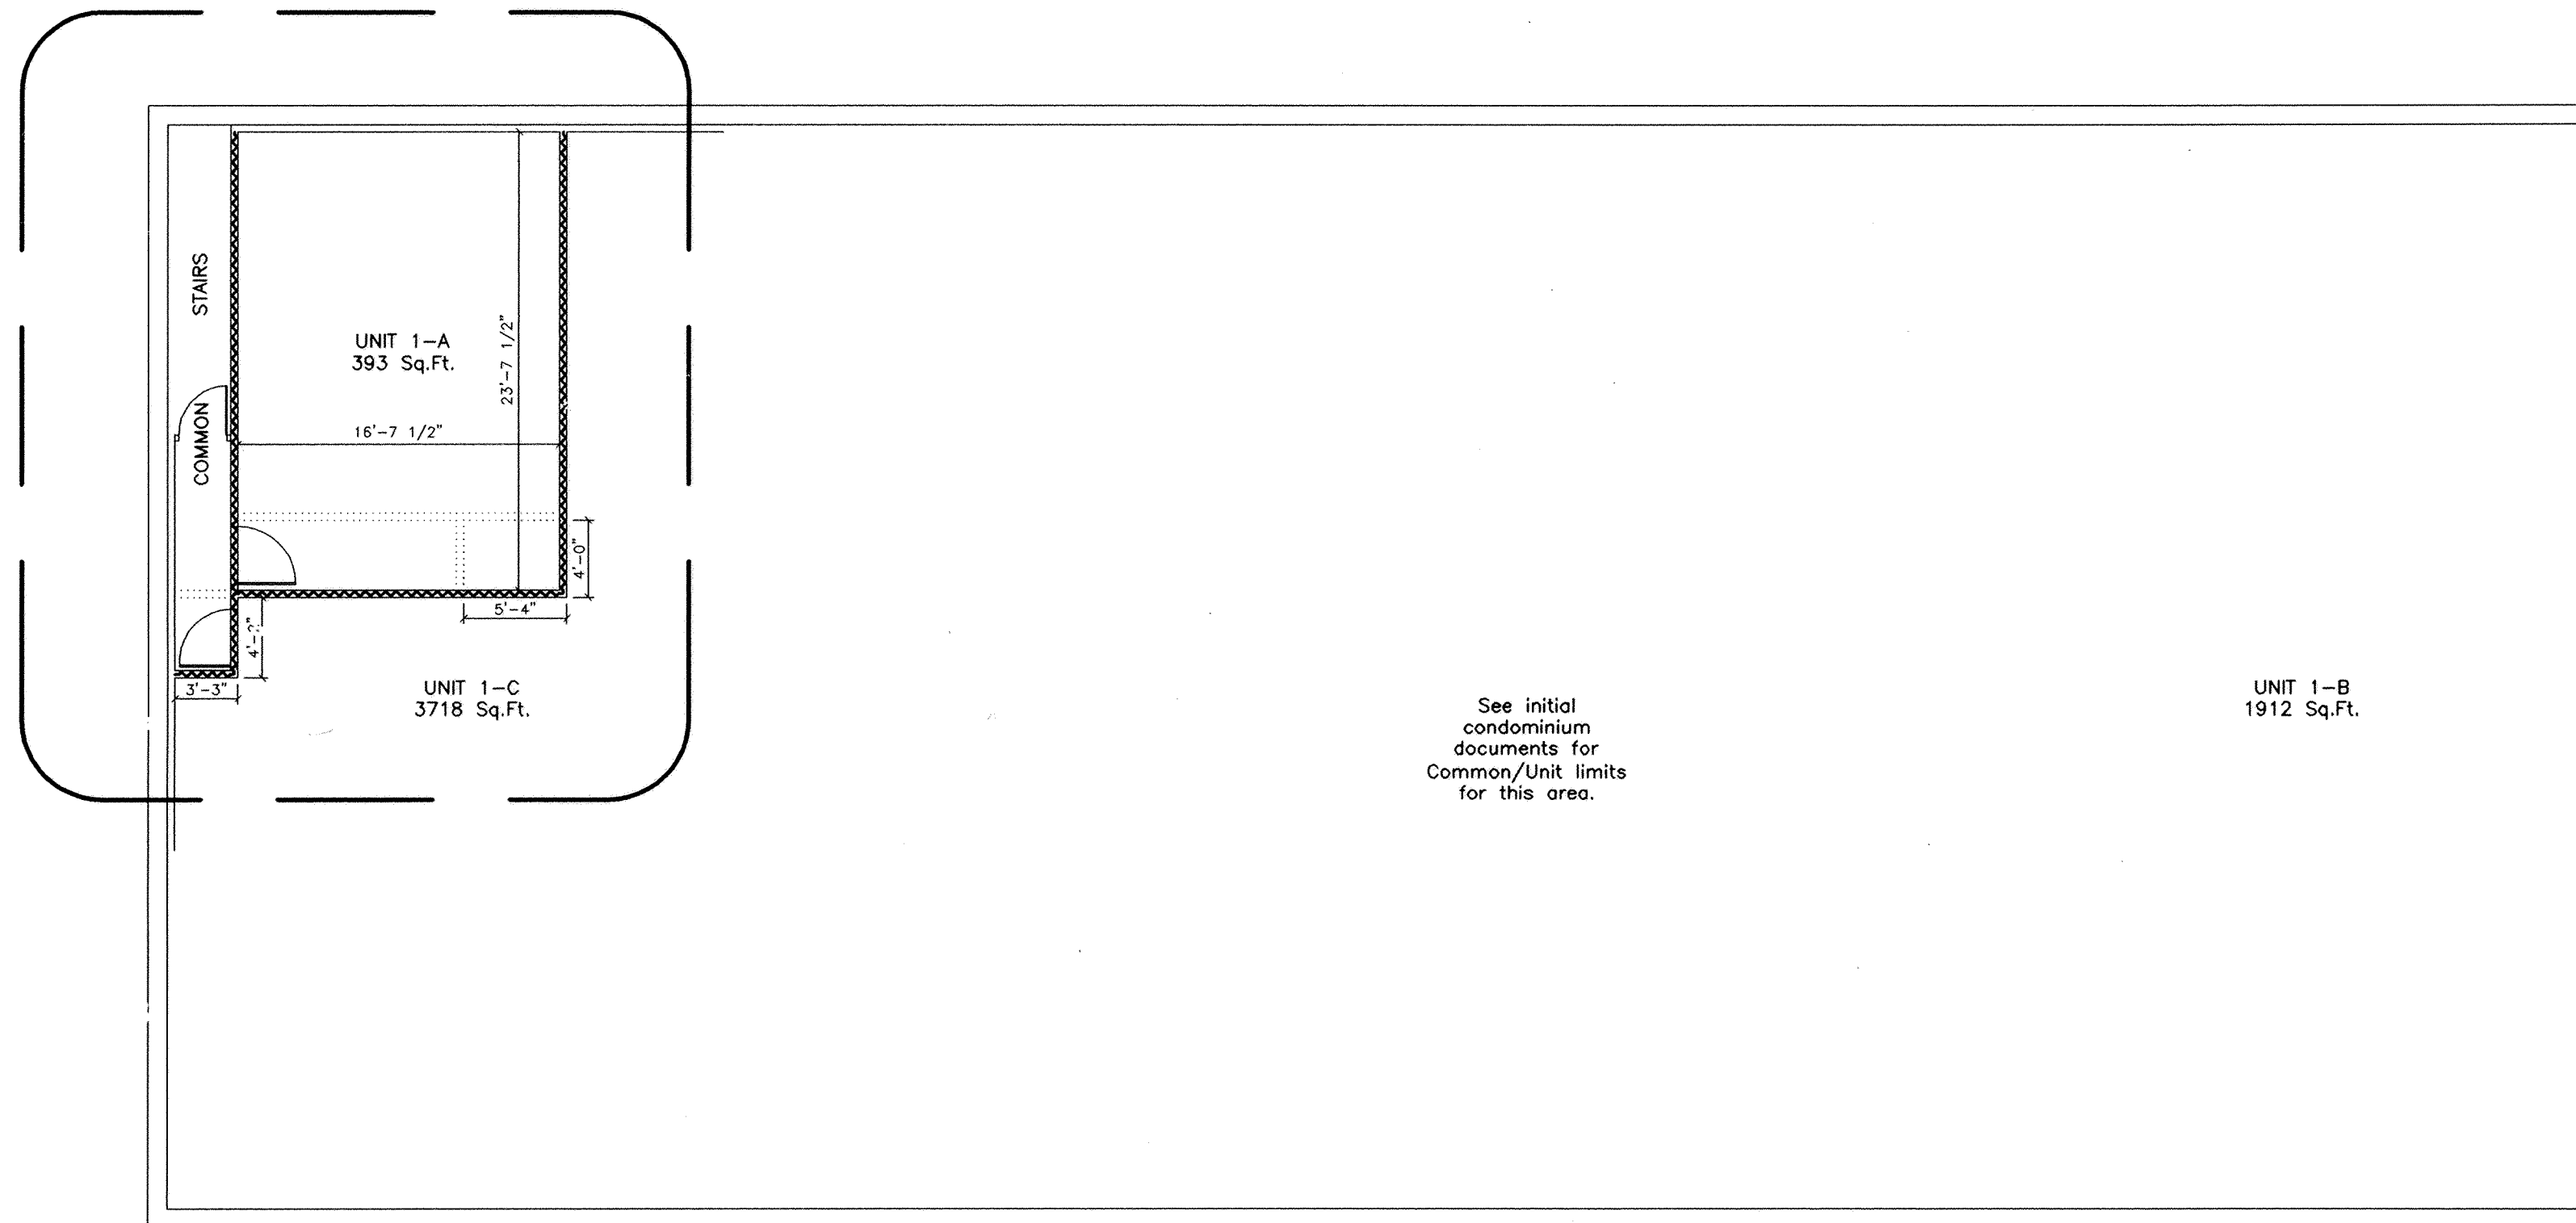 STAIRS
COMMON
UNIT 1-A
393 Sq.Ft.
23'-7 1/2"
16'-7 1/2"
4'-0"
5'-4"
4'-2"
3'-3"
UNIT 1-C
3718 Sq.Ft.
See initial
condominium
documents for
Common/Unit limits
for this area.
UNIT 1-B
1912 Sq.Ft.